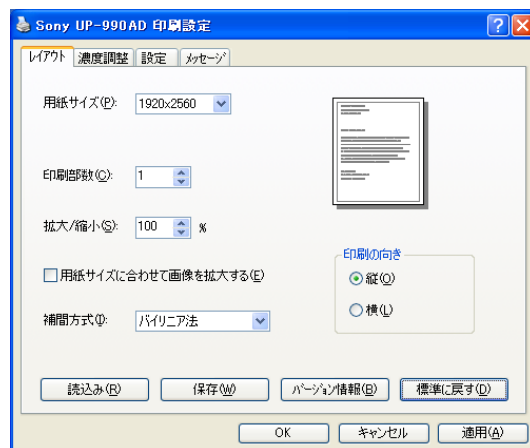 Sony UP-990AD 印刷設定
レイアウト 濃度調整 設定 メッセージ
用紙サイズ(P): 1920x2560
印刷部数(C): 1
拡大/縮小(S): 100 %
印刷の向き
用紙サイズに合わせて画像を拡大する(E)
縦(O)
横(L)
補間方式(I): バイリニア法
読込み(R) 保存(W) バージョン情報(B) 標準に戻す(D)
OK キャンセル 適用(A)